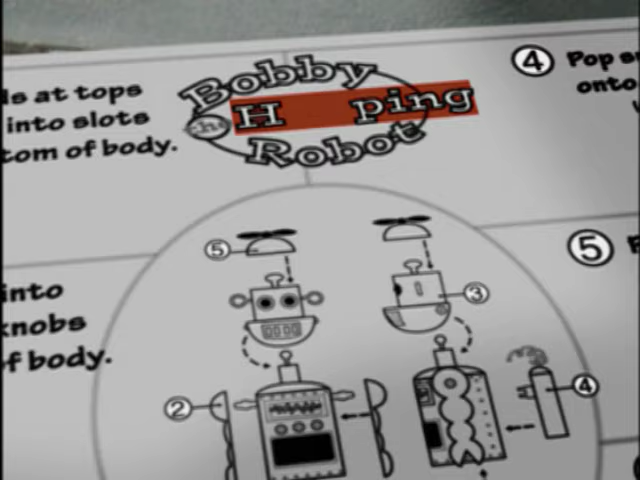 ls at tops
into slots
tom of body.
Bobby
the
H ping
Robot
4
Pop s
onto
5
into
knobs
of body.
5
3
2
4